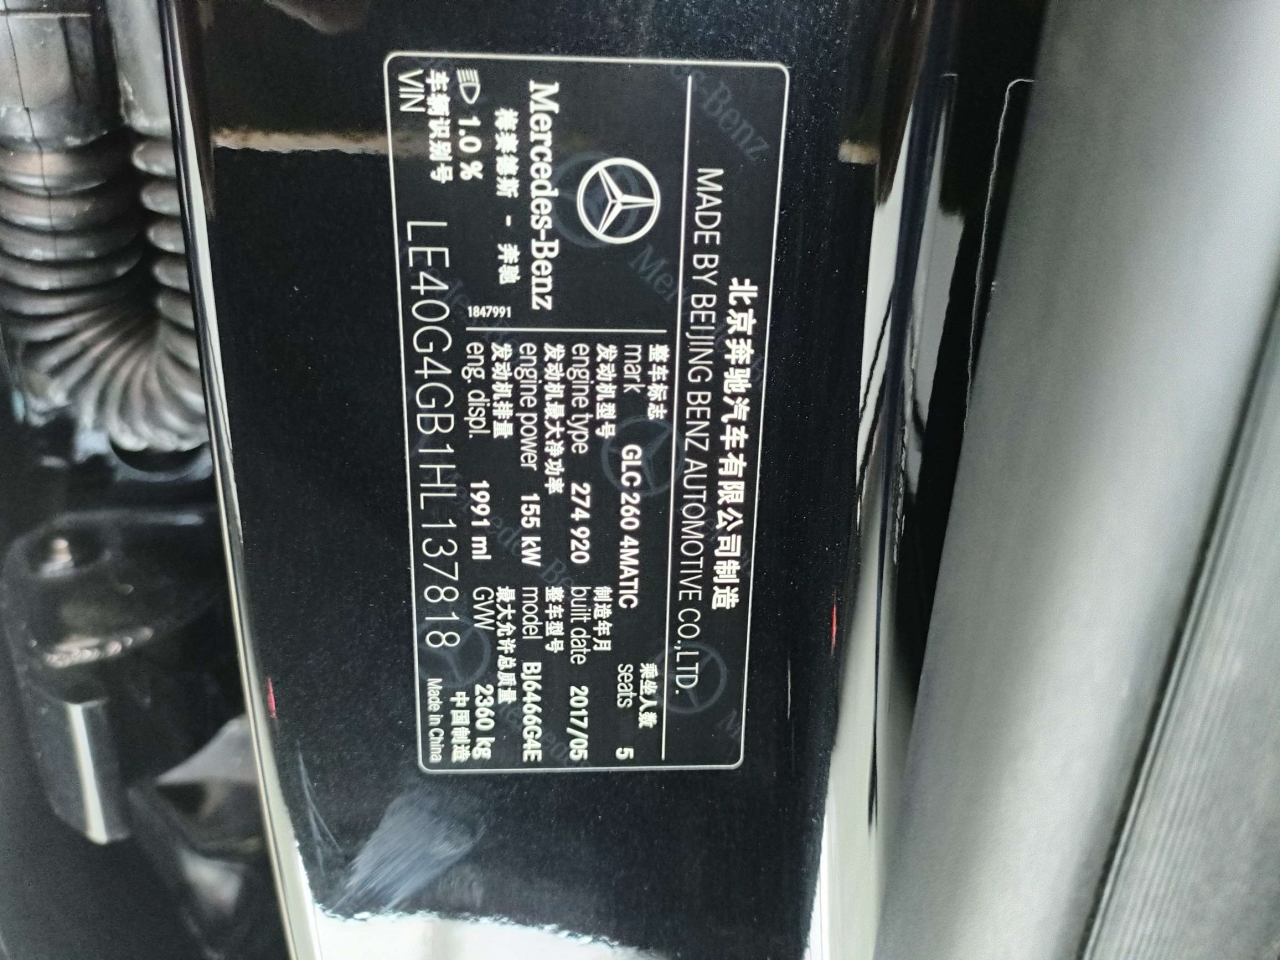 北京奔驰汽车有限公司制造
MADE BY BEIJING BENZ AUTOMOTIVE CO.,LTD.
Mercedes-Benz
梅赛德斯 - 奔驰
1847991
整车标志
mark GLC 260 4MATIC
乘坐人数
seats 5
发动机型号
engine type 274 920
制造年月
built date 2017/05
发动机最大净功率
engine power 155 kW
整车型号
model BJ6466G4E
发动机排量
eng. displ. 1991 ml
最大允许总质量
GVW 2360 kg
1.0 %
车辆识别号
VIN LE40G4GB1HL137818
中国制造
Made in China